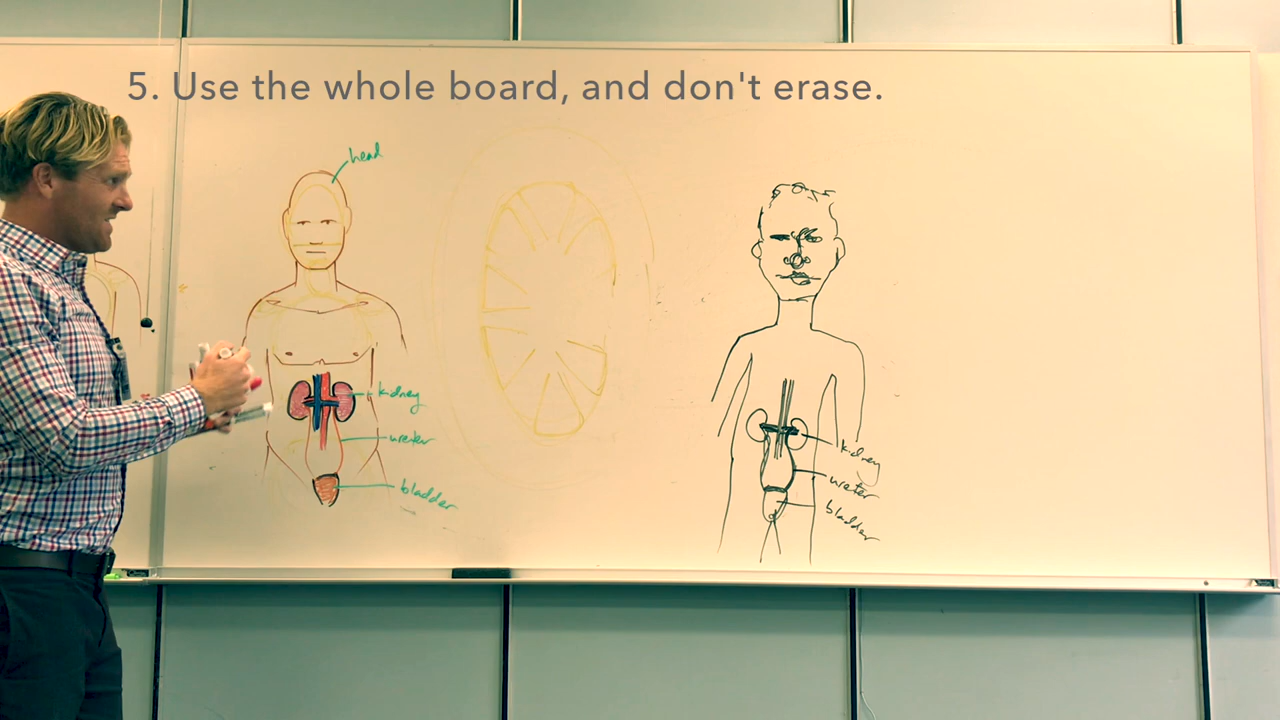 5. Use the whole board, and don't erase.
head
kidney
ureter
bladder
kidney
ureter
bladder